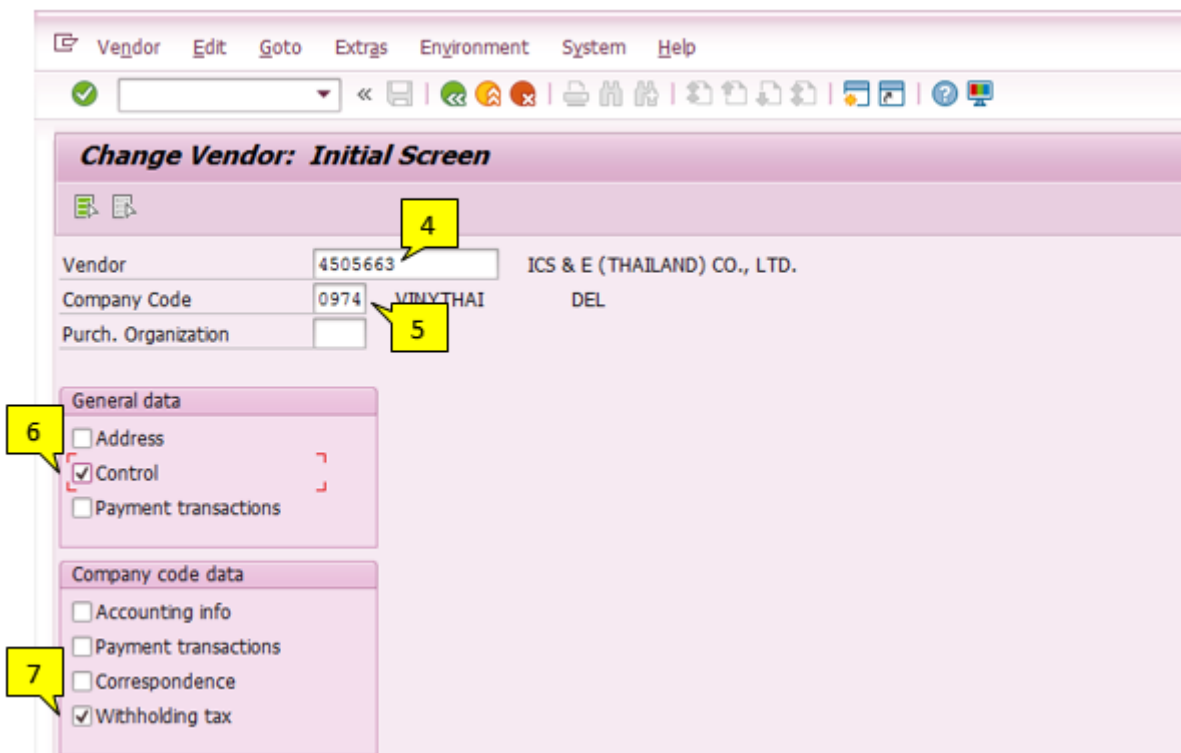 Vendor Edit Goto Extras Environment System Help
Change Vendor: Initial Screen
4
Vendor 4505663 ICS & E (THAILAND) CO., LTD.
Company Code 0974 VINYTHAI DEL
5
Purch. Organization
General data
6
Address
Control
Payment transactions
Company code data
Accounting info
Payment transactions
7
Correspondence
Withholding tax